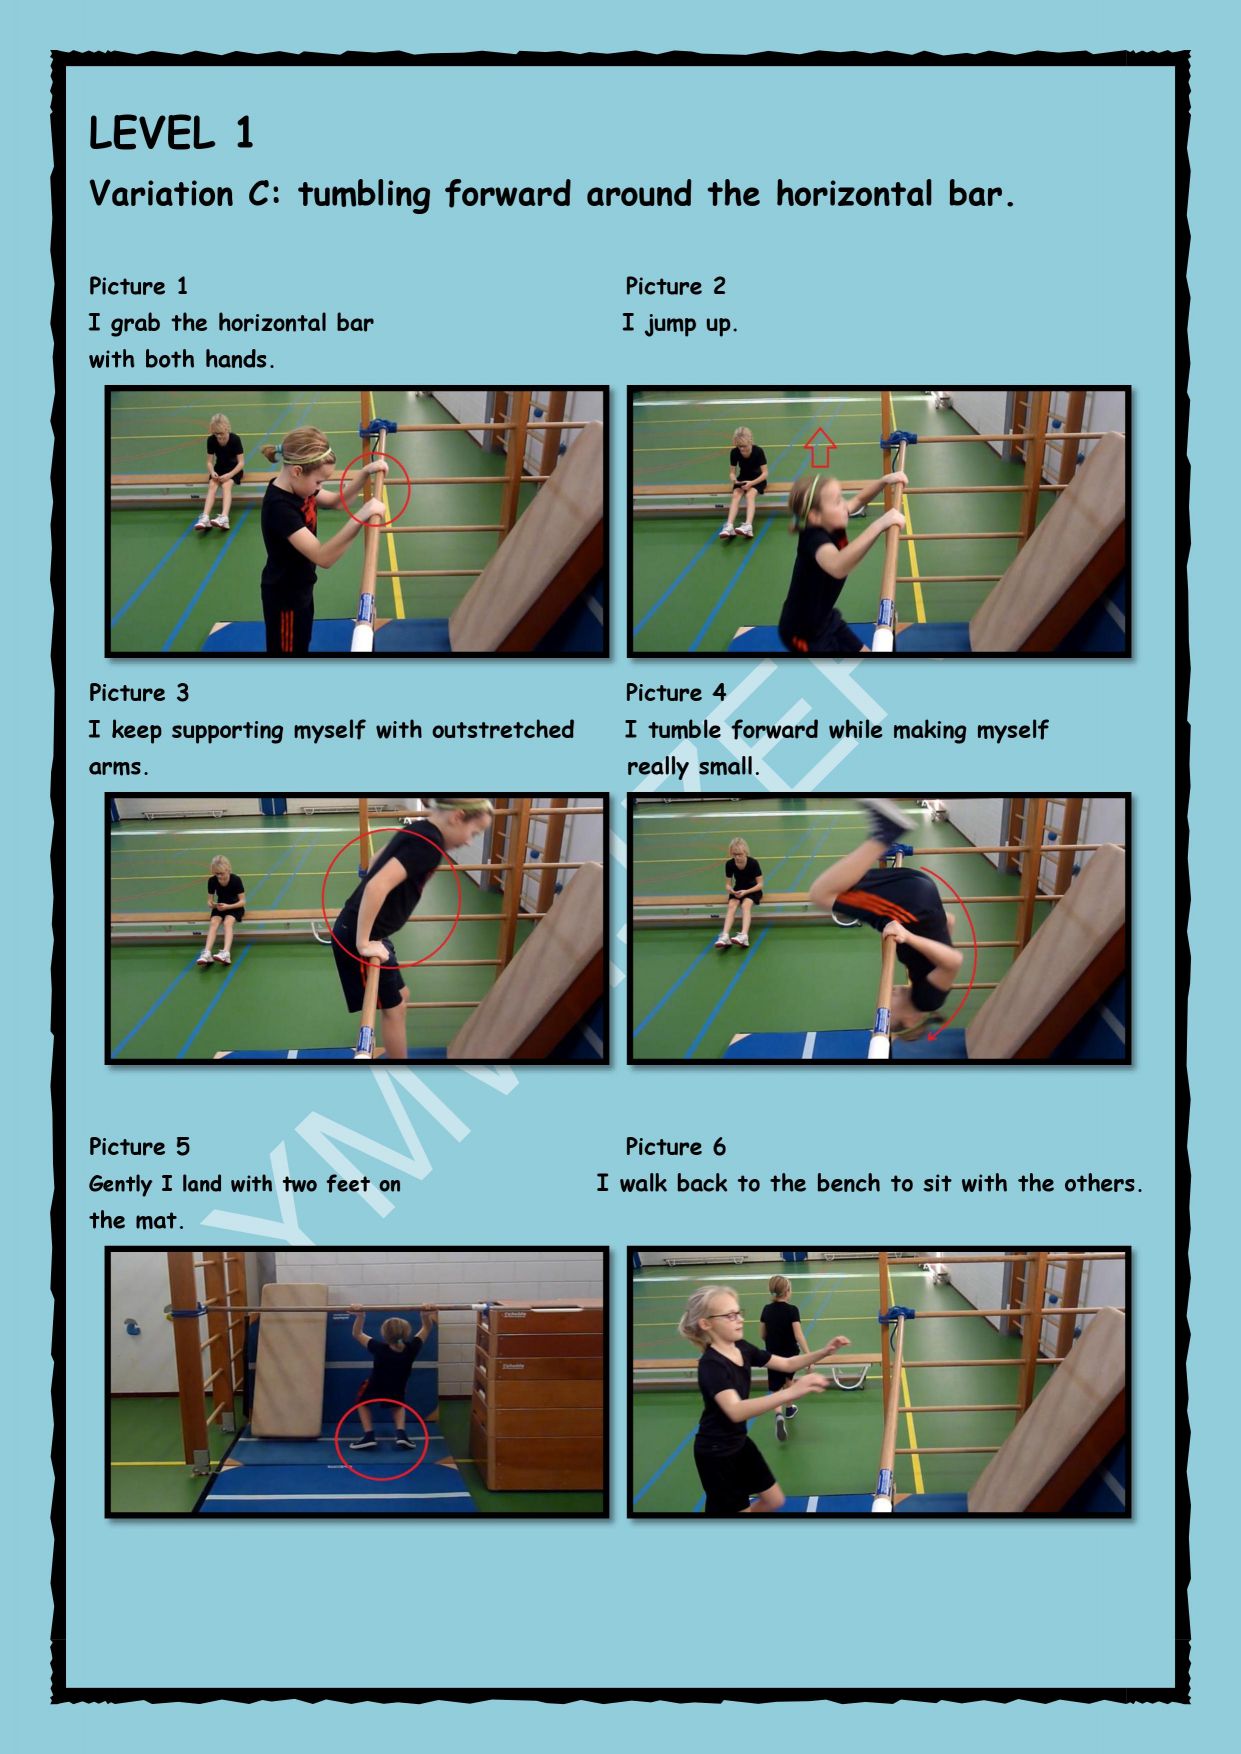 LEVEL 1
Variation C: tumbling forward around the horizontal bar.
Picture 1
I grab the horizontal bar
with both hands.
Picture 2
I jump up.
Picture 3
I keep supporting myself with outstretched
arms.
Picture 4
I tumble forward while making myself
really small.
Picture 5
Gently I land with two feet on
the mat.
Picture 6
I walk back to the bench to sit with the others.